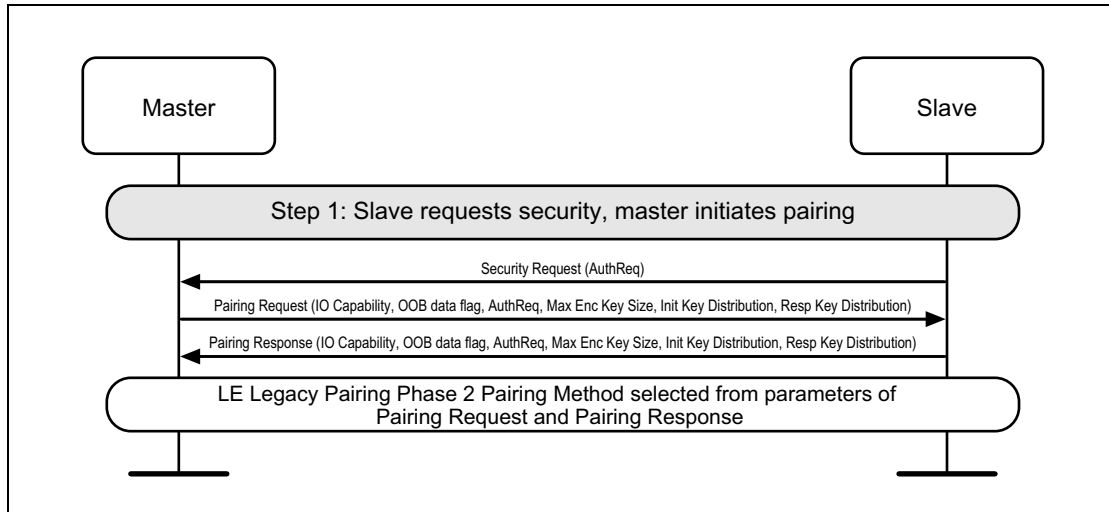 Master
Slave
Step 1: Slave requests security, master initiates pairing
Security Request (AuthReq)
Pairing Request (IO Capability, OOB data flag, AuthReq, Max Enc Key Size, Init Key Distribution, Resp Key Distribution)
Pairing Response (IO Capability, OOB data flag, AuthReq, Max Enc Key Size, Init Key Distribution, Resp Key Distribution)
LE Legacy Pairing Phase 2 Pairing Method selected from parameters of
Pairing Request and Pairing Response